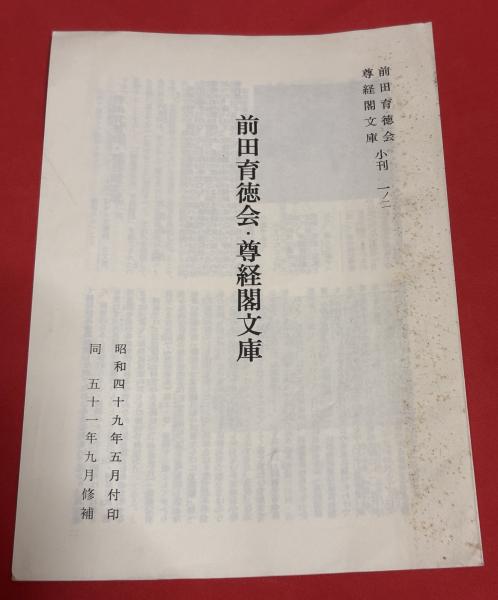 前田育徳会
尊経閣文庫 小刊 一ノ二
前田育徳会・尊経閣文庫
昭和四十九年五月付印
同 五十一年九月修補